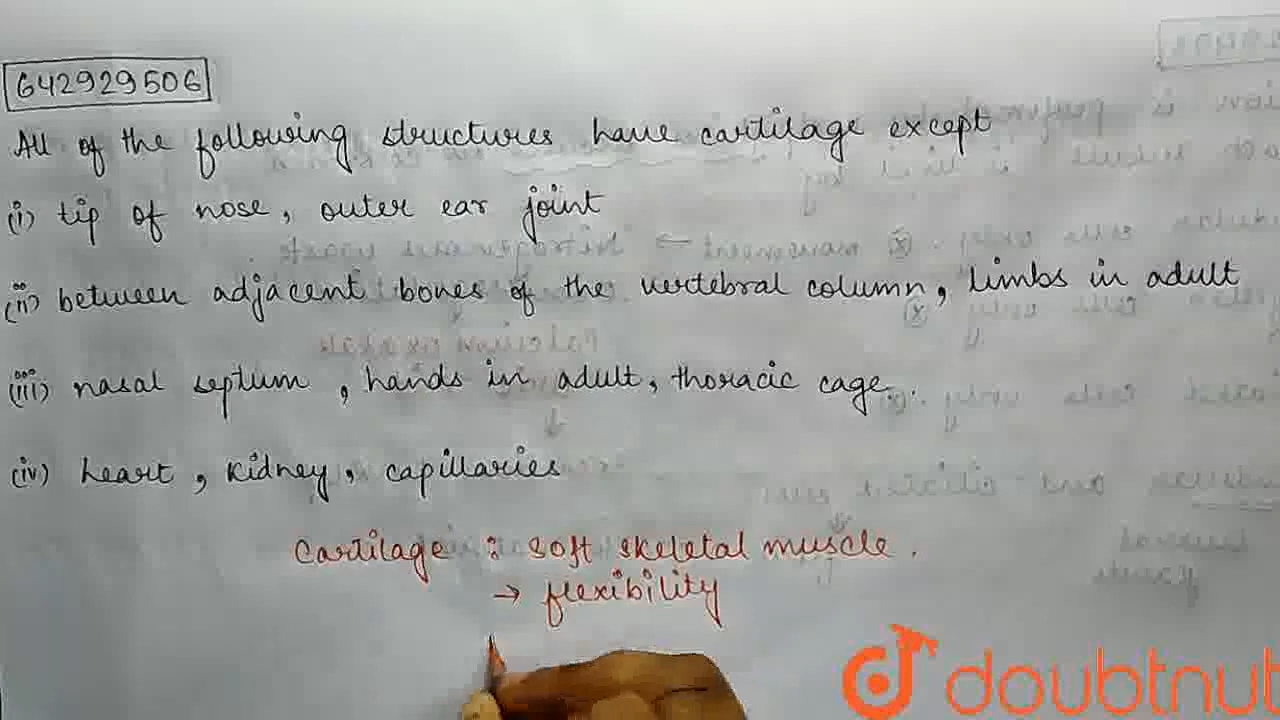 642929506
All of the following structures have cartilage except
(i) tip of nose, outer ear joint
(ii) between adjacent bones of the vertebral column, limbs in adult
(iii) nasal septum, hands in adult, thoracic cage.
(iv) heart, kidney, capillaries
Cartilage : soft skeletal muscle.
→ flexibility
doubtnut